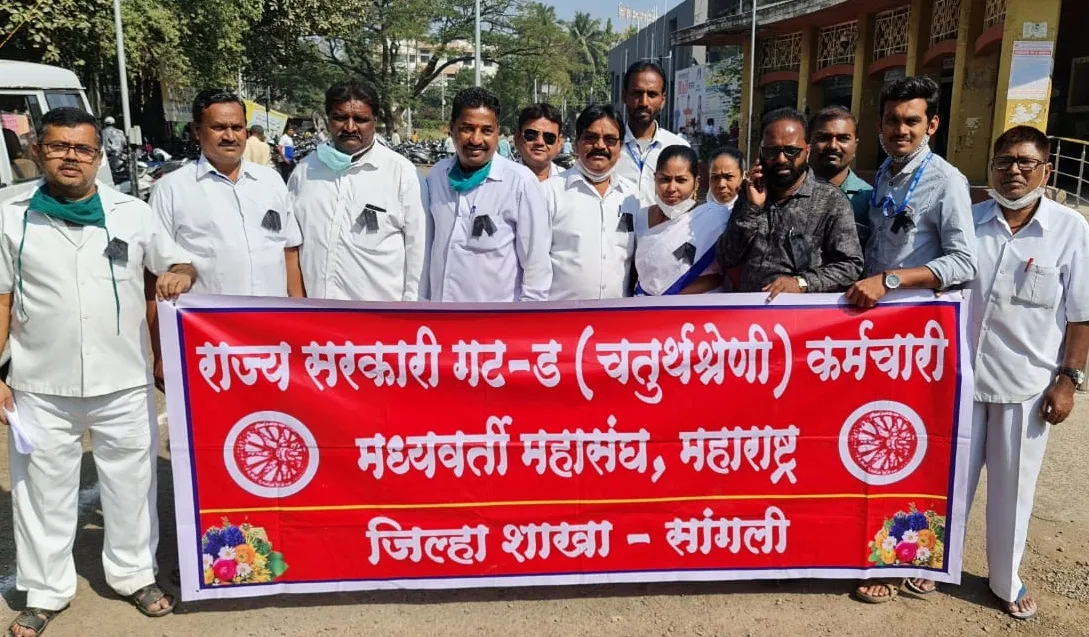 राज्य सरकारी गट-ड (चतुर्थश्रेणी) कर्मचारी
मध्यवर्ती महासंघ, महाराष्ट्र
जिल्हा शाखा - सांगली